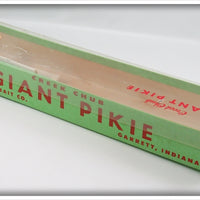 Creek Chub
GIANT PIKIE
CREEK CHUB
GIANT PIKIE
BAIT CO.
GARRETT, INDIANA